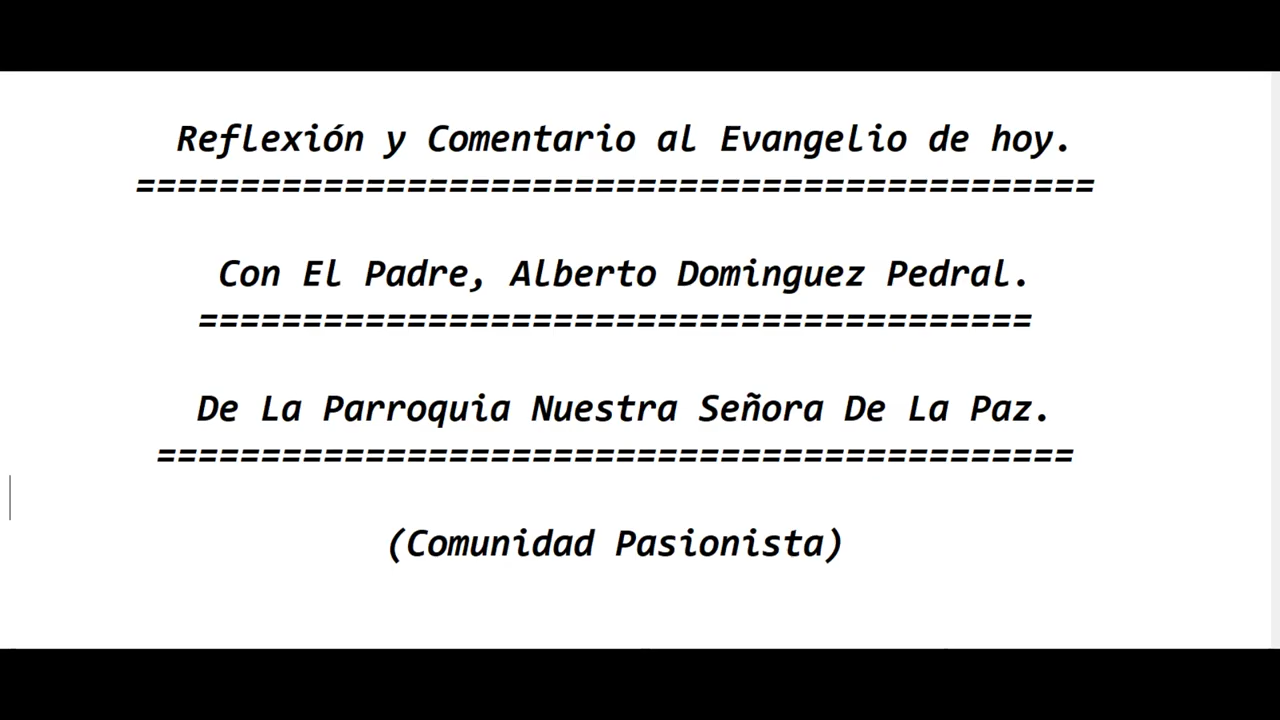 Reflexión y Comentario al Evangelio de hoy.
==============================================
Con El Padre, Alberto Dominguez Pedral.
========================================
De La Parroquia Nuestra Señora De La Paz.
============================================
(Comunidad Pasionista)